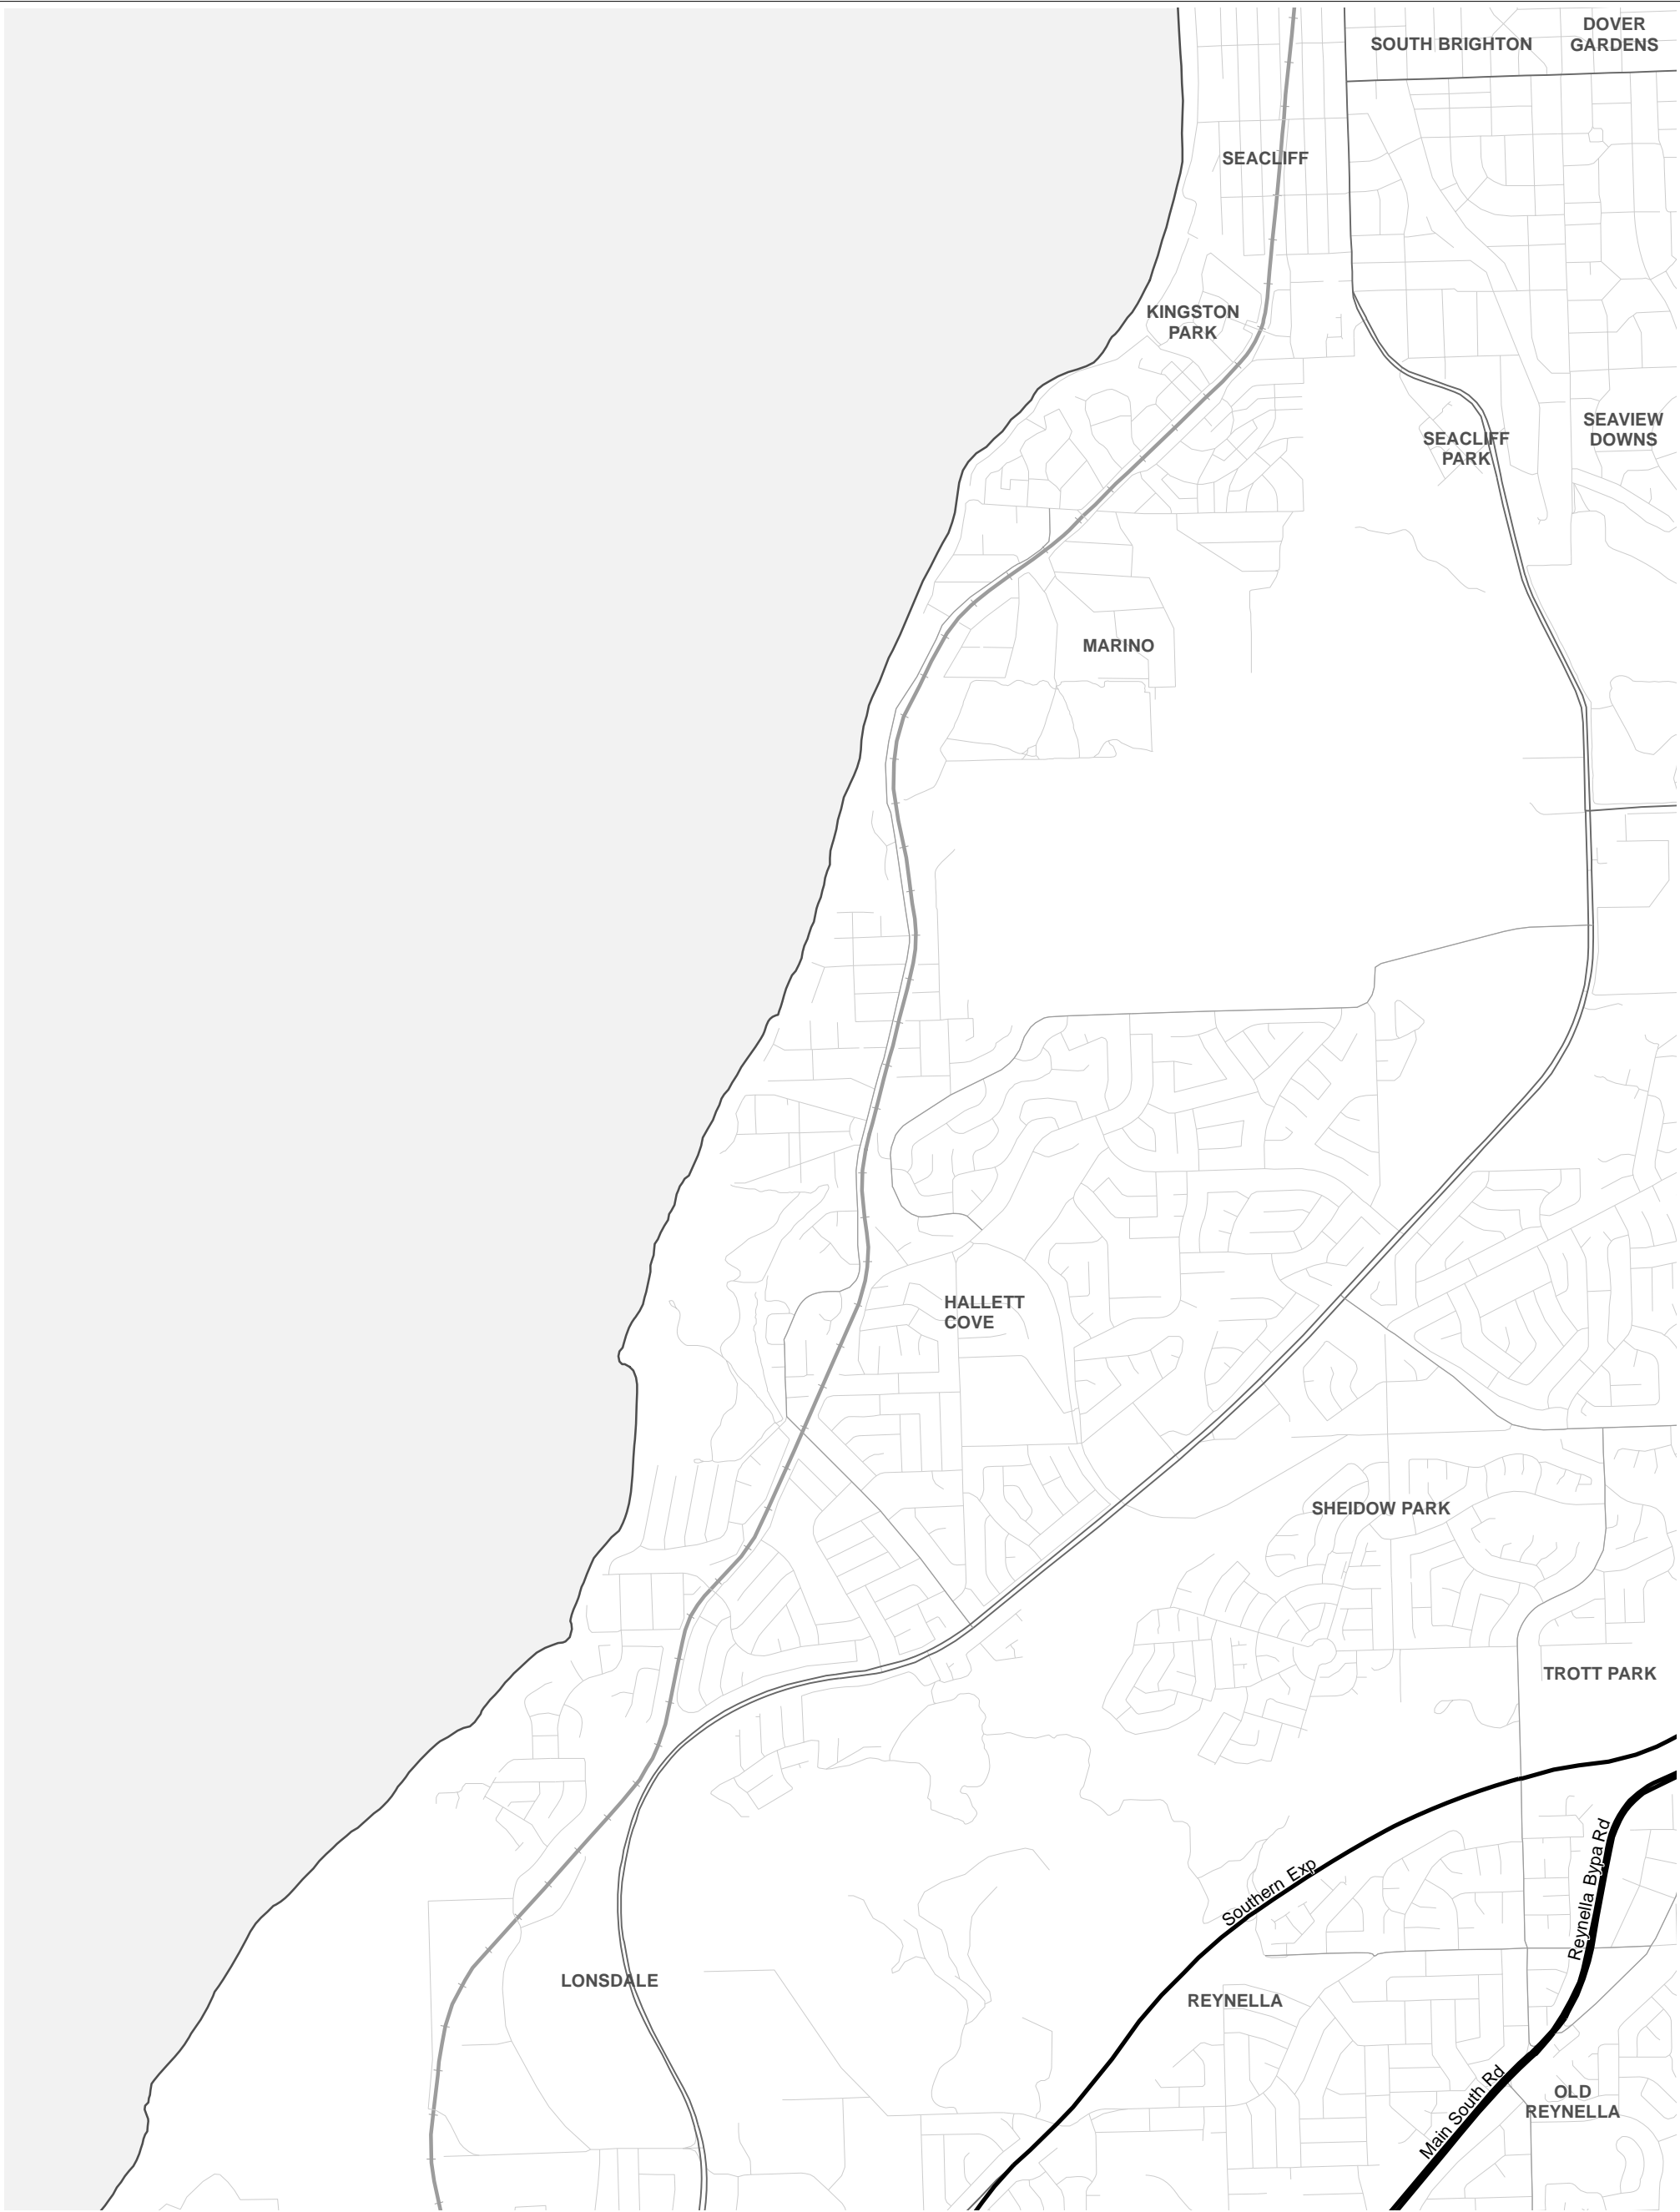 DOVER
GARDENS
SOUTH BRIGHTON
SEACLIFF
KINGSTON
PARK
SEAVIEW
DOWNS
SEACLIFF
PARK
MARINO
HALLETT
COVE
SHEIDOW PARK
TROTT PARK
Reynella Bypa Rd
Southern Exp
LONSDALE
REYNELLA
Main South Rd
OLD
REYNELLA